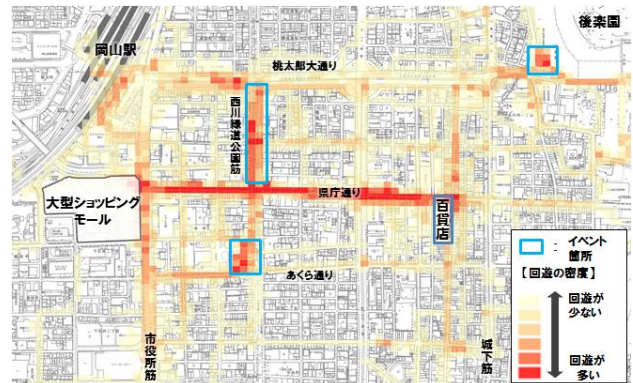 岡山駅
後楽園
桃太郎大通り
西川緑道公園筋
県庁通り
大型ショッピング
モール
百貨店
あくら通り
市役所筋
城下筋
: イベント
箇所
【回遊の密度】
回遊が
少ない
回遊が
多い